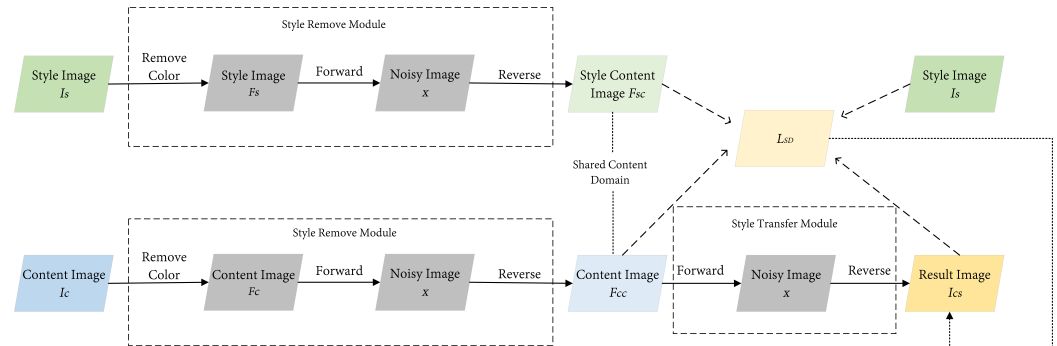 Style Remove Module
Style Image
Is
Remove
Color
Style Image
Fs
Forward
Noisy Image
x
Reverse
Style Content
Image Fsc
Style Image
Is
LSD
Shared Content
Domain
Style Remove Module
Content Image
Ic
Remove
Color
Content Image
Fc
Forward
Noisy Image
x
Reverse
Content Image
Fcc
Style Transfer Module
Forward
Noisy Image
x
Reverse
Result Image
Ics